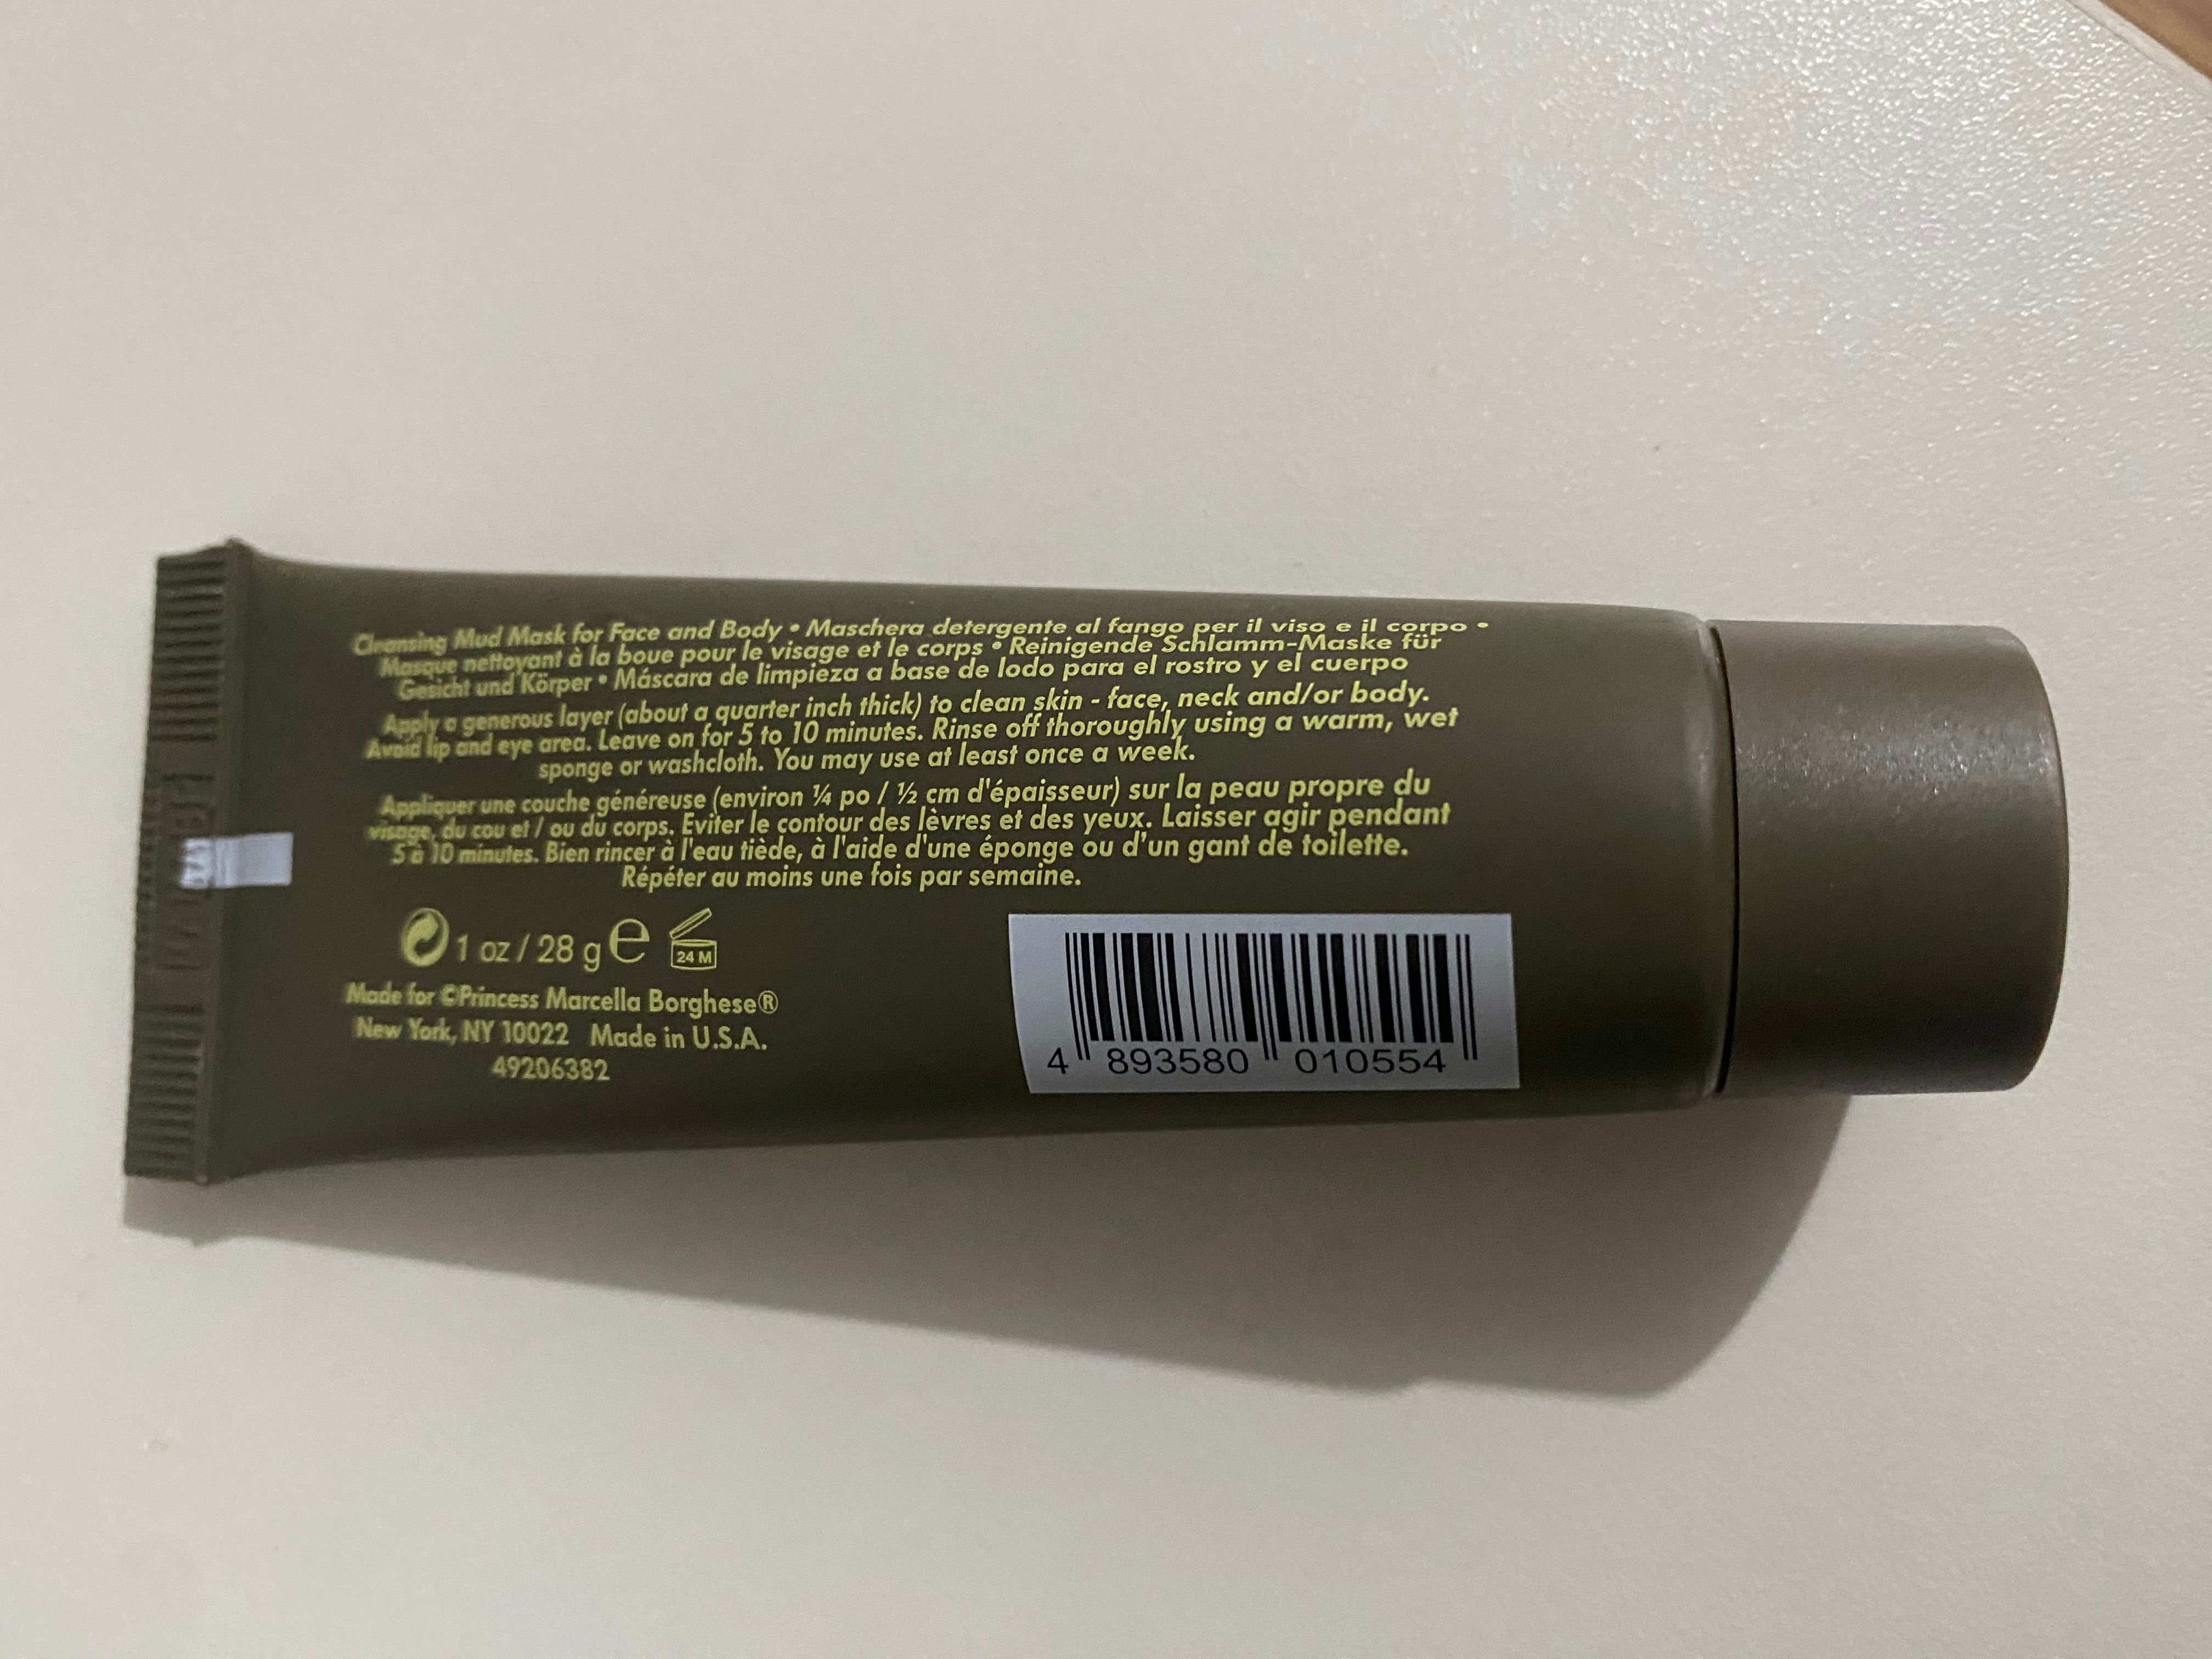 Cleansing Mud Mask for Face and Body • Maschera detergente al fango per il viso e il corpo •
Masque nettoyant à la boue pour le visage et le corps • Reinigende Schlamm-Maske für
Gesicht und Körper • Máscara de limpieza a base de lodo para el rostro y el cuerpo
Apply a generous layer (about a quarter inch thick) to clean skin - face, neck and/or body.
Avoid lip and eye area. Leave on for 5 to 10 minutes. Rinse off thoroughly using a warm, wet
sponge or washcloth. You may use at least once a week.
Appliquer une couche généreuse (environ ¼ po / ½ cm d'épaisseur) sur la peau propre du
visage, du cou et / ou du corps. Eviter le contour des lèvres et des yeux. Laisser agir pendant
5 à 10 minutes. Bien rincer à l'eau tiède, à l'aide d'une éponge ou d'un gant de toilette.
Répéter au moins une fois par semaine.
1 oz / 28 g e 24 M
Made for ©Princess Marcella Borghese®
New York, NY 10022 Made in U.S.A.
49206382
4 893580 010554